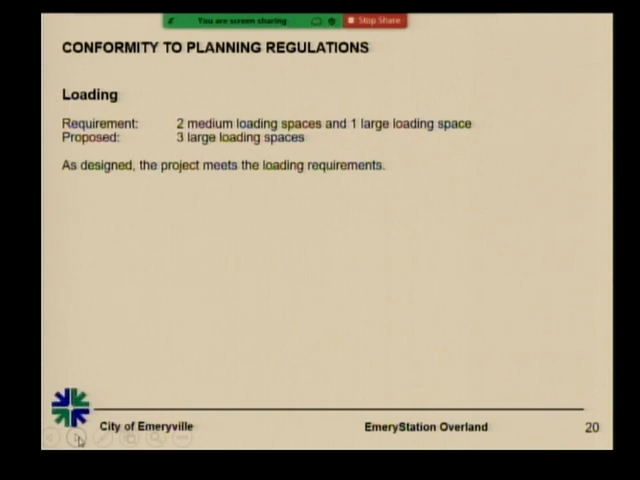 You are screen sharing
Stop Share
CONFORMITY TO PLANNING REGULATIONS
Loading
Requirement: 2 medium loading spaces and 1 large loading space
Proposed: 3 large loading spaces
As designed, the project meets the loading requirements.
City of Emeryville EmeryStation Overland 20